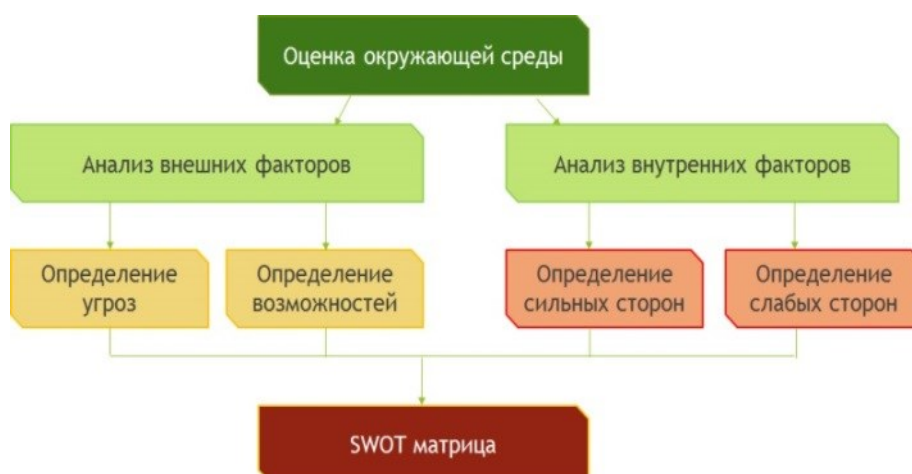 Оценка окружающей среды
Анализ внешних факторов
Анализ внутренних факторов
Определение
угроз
Определение
возможностей
Определение
сильных сторон
Определение
слабых сторон
SWOT матрица